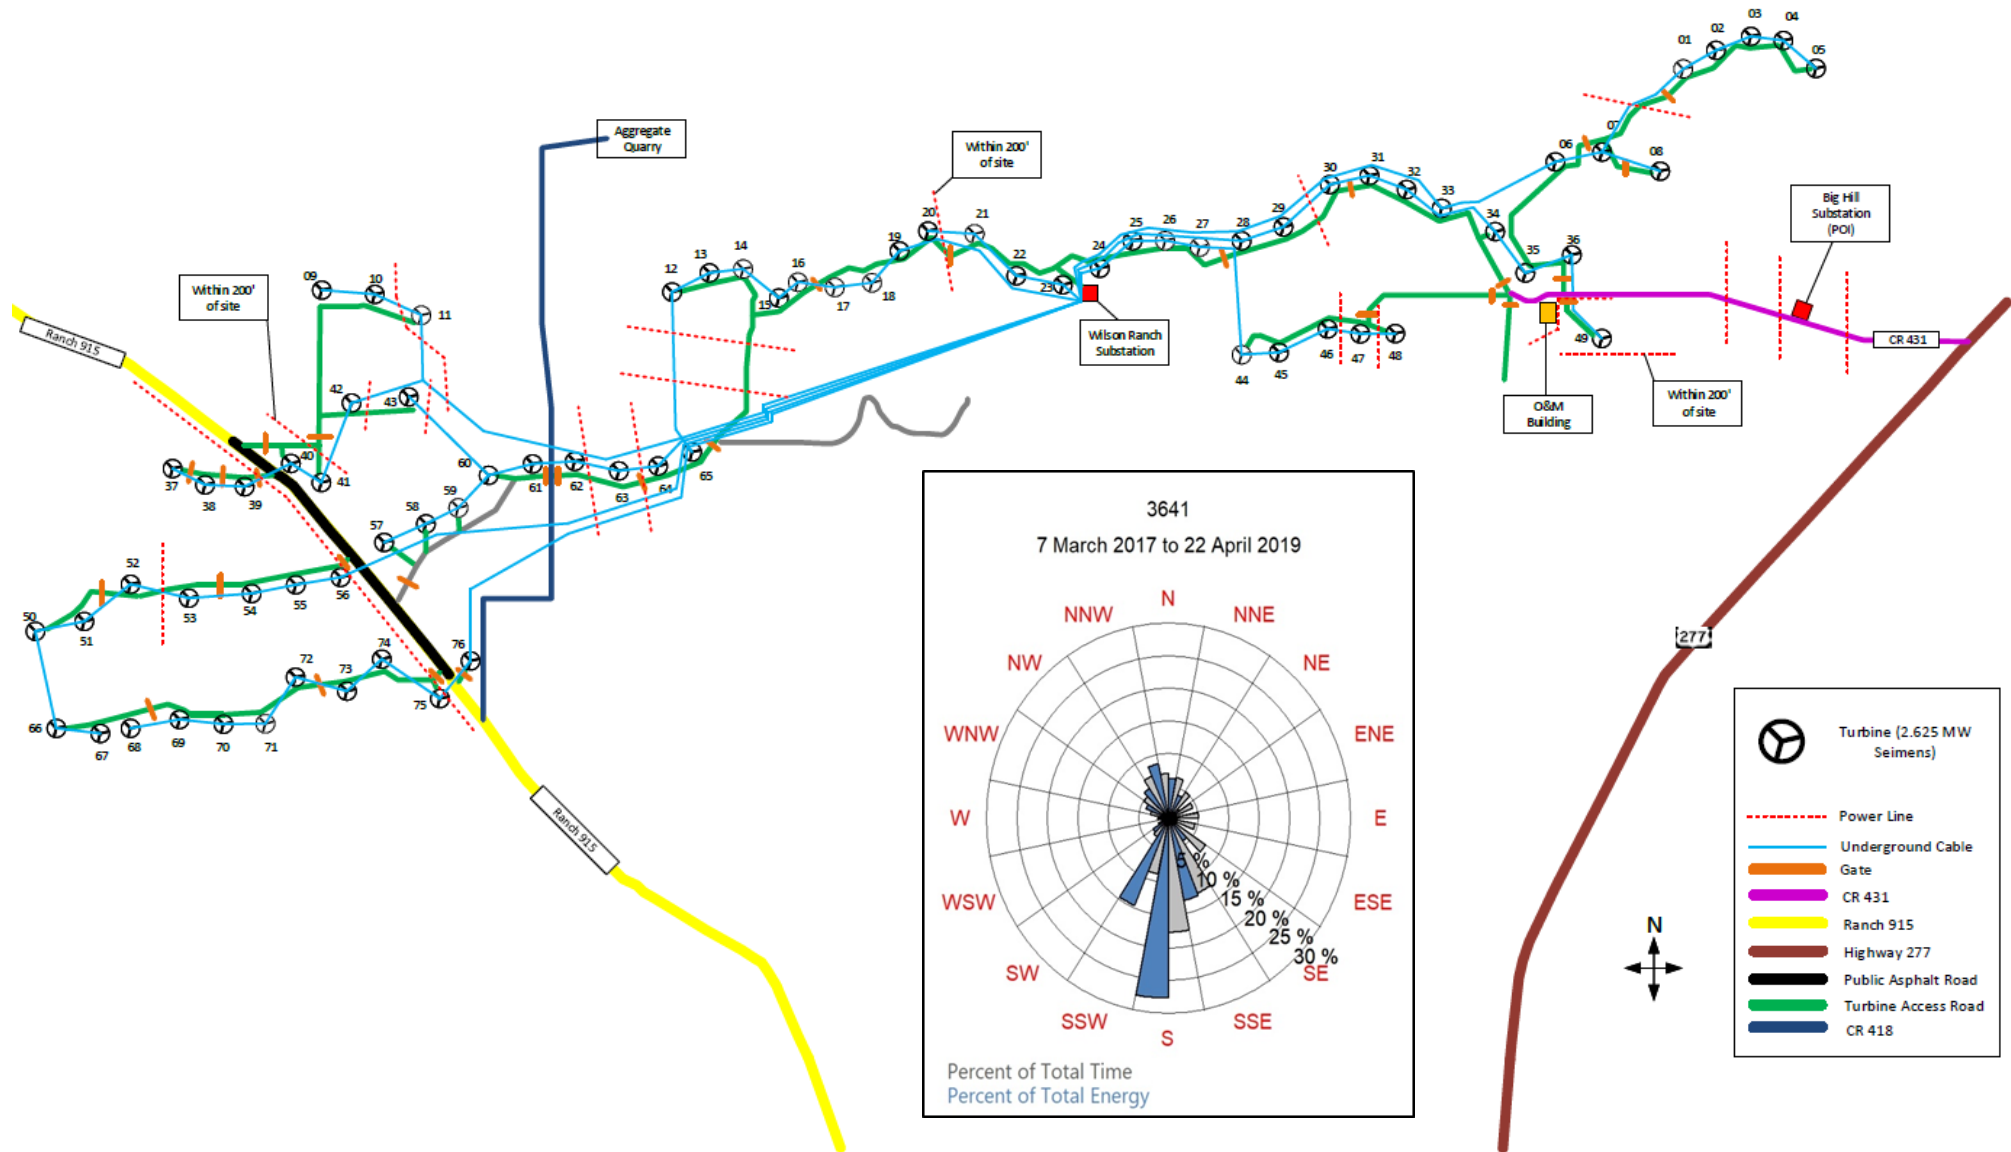 01
02
03
04
05
06
07
08
Aggregate
Quarry
Within 200'
of site
Big Hill
Substation
(POI)
09
10
11
12
13
14
15
16
17
18
19
20
21
22
23
24
25
26
27
28
29
30
31
32
33
34
35
36
Within 200'
of site
Ranch 915
Wilson Ranch
Substation
CR 431
O&M
Building
Within 200'
of site
37
38
39
40
41
42
43
44
45
46
47
48
49
50
51
52
53
54
55
56
57
58
59
60
61
62
63
64
65
66
67
68
69
70
71
72
73
74
75
76
Ranch 915
277
3641
7 March 2017 to 22 April 2019
N
NNE
NE
ENE
E
ESE
SE
SSE
S
SSW
SW
WSW
W
WNW
NW
NNW
5 %
10 %
15 %
20 %
25 %
30 %
Percent of Total Time
Percent of Total Energy
N
Turbine (2.625 MW
Seimens)
Power Line
Underground Cable
Gate
CR 431
Ranch 915
Highway 277
Public Asphalt Road
Turbine Access Road
CR 418